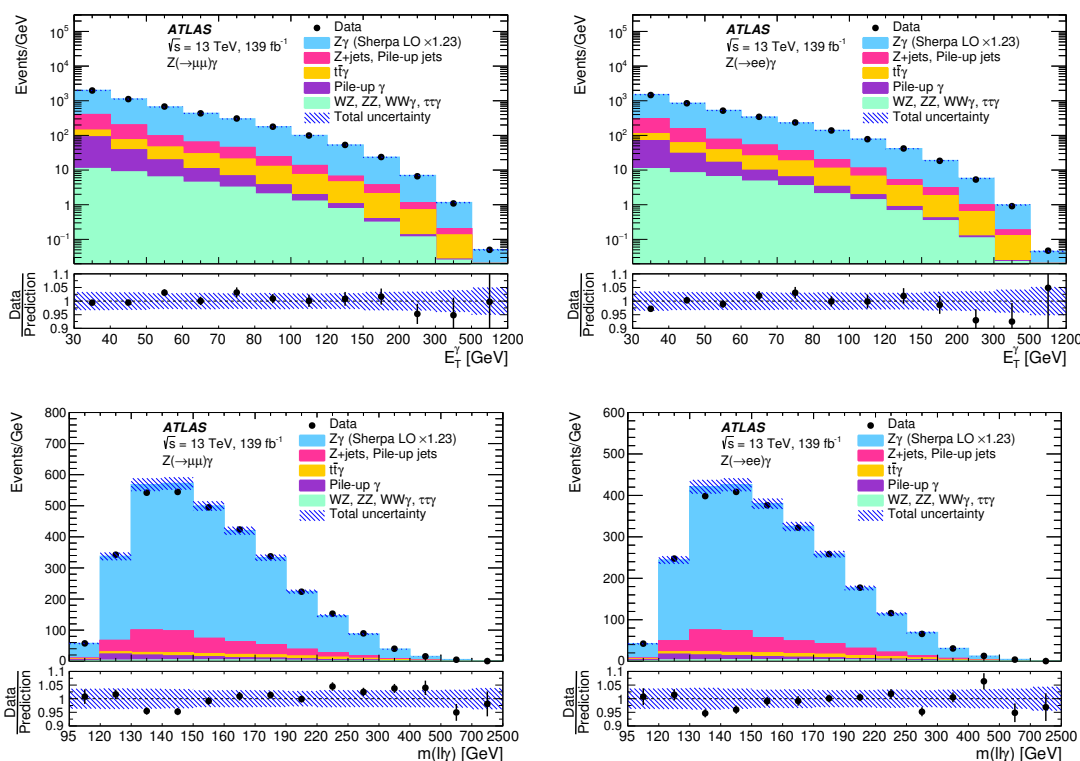 Events/GeV
10⁵
10⁴
10³
10²
10
1
10⁻¹
ATLAS
√s = 13 TeV, 139 fb⁻¹
Z(→μμ)γ
Data
Zγ (Sherpa LO ×1.23)
Z+jets, Pile-up jets
tt̄γ
Pile-up γ
WZ, ZZ, WWγ, ττγ
Total uncertainty
Data
Prediction
1.1
1.05
1
0.95
0.9
30 40 50 60 70 80 90 100 120 150 200 300 500 1200
E_T^γ [GeV]
Events/GeV
10⁵
10⁴
10³
10²
10
1
10⁻¹
ATLAS
√s = 13 TeV, 139 fb⁻¹
Z(→ee)γ
Data
Zγ (Sherpa LO ×1.23)
Z+jets, Pile-up jets
tt̄γ
Pile-up γ
WZ, ZZ, WWγ, ττγ
Total uncertainty
Data
Prediction
1.1
1.05
1
0.95
0.9
30 40 50 60 70 80 90 100 120 150 200 300 500 1200
E_T^γ [GeV]
Events/GeV
800
700
600
500
400
300
200
100
0
ATLAS
√s = 13 TeV, 139 fb⁻¹
Z(→μμ)γ
Data
Zγ (Sherpa LO ×1.23)
Z+jets, Pile-up jets
tt̄γ
Pile-up γ
WZ, ZZ, WWγ, ττγ
Total uncertainty
Data
Prediction
1.1
1.05
1
0.95
0.9
95 120 130 140 150 160 170 190 220 250 300 400 500 700 2500
m(llγ) [GeV]
Events/GeV
600
500
400
300
200
100
0
ATLAS
√s = 13 TeV, 139 fb⁻¹
Z(→ee)γ
Data
Zγ (Sherpa LO ×1.23)
Z+jets, Pile-up jets
tt̄γ
Pile-up γ
WZ, ZZ, WWγ, ττγ
Total uncertainty
Data
Prediction
1.1
1.05
1
0.95
0.9
95 120 130 140 150 160 170 190 220 250 300 400 500 700 2500
m(llγ) [GeV]